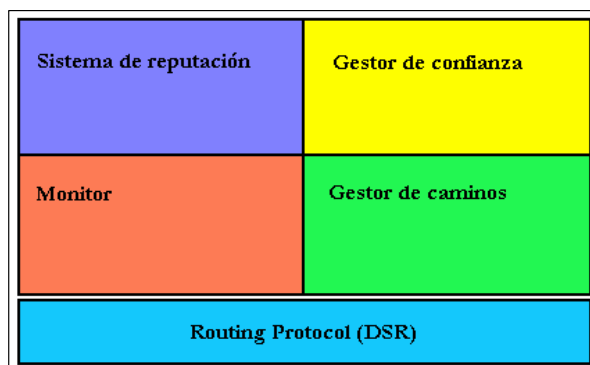 Sistema de reputación
Gestor de confianza
Monitor
Gestor de caminos
Routing Protocol (DSR)